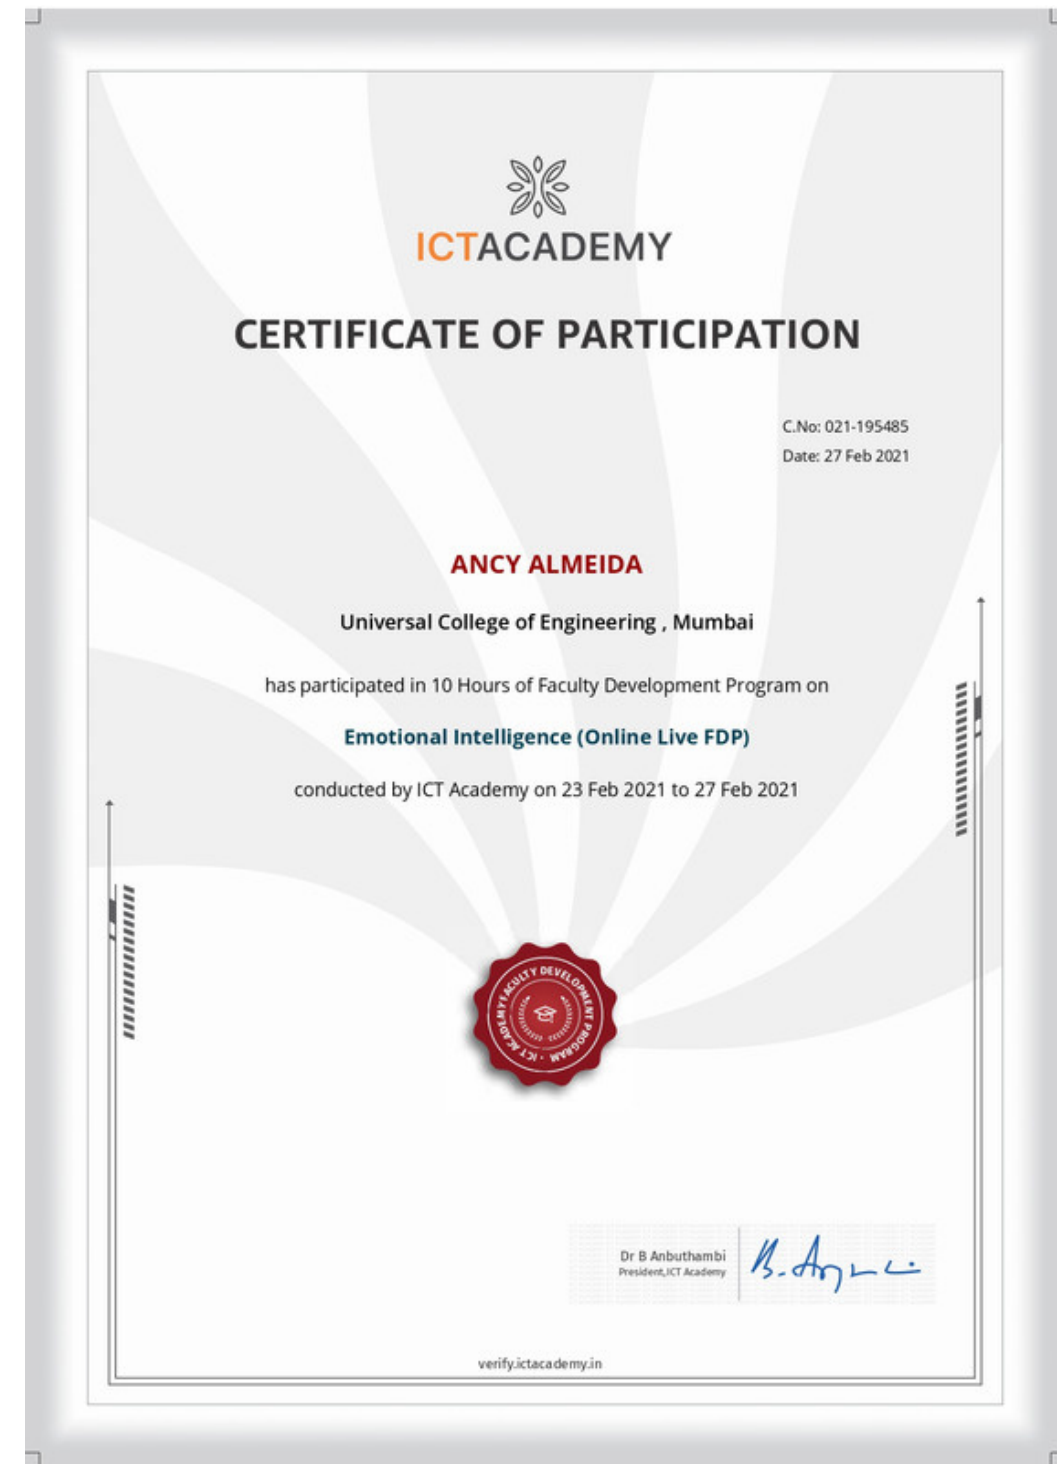 ICTACADEMY
CERTIFICATE OF PARTICIPATION
C.No: 021-195485
Date: 27 Feb 2021
ANCY ALMEIDA
Universal College of Engineering , Mumbai
has participated in 10 Hours of Faculty Development Program on
Emotional Intelligence (Online Live FDP)
conducted by ICT Academy on 23 Feb 2021 to 27 Feb 2021
FACULTY DEVELOPMENT PROGRAM · ICT ACADEMY
Dr B Anbuthambi
President,ICT Academy
verify.ictacademy.in